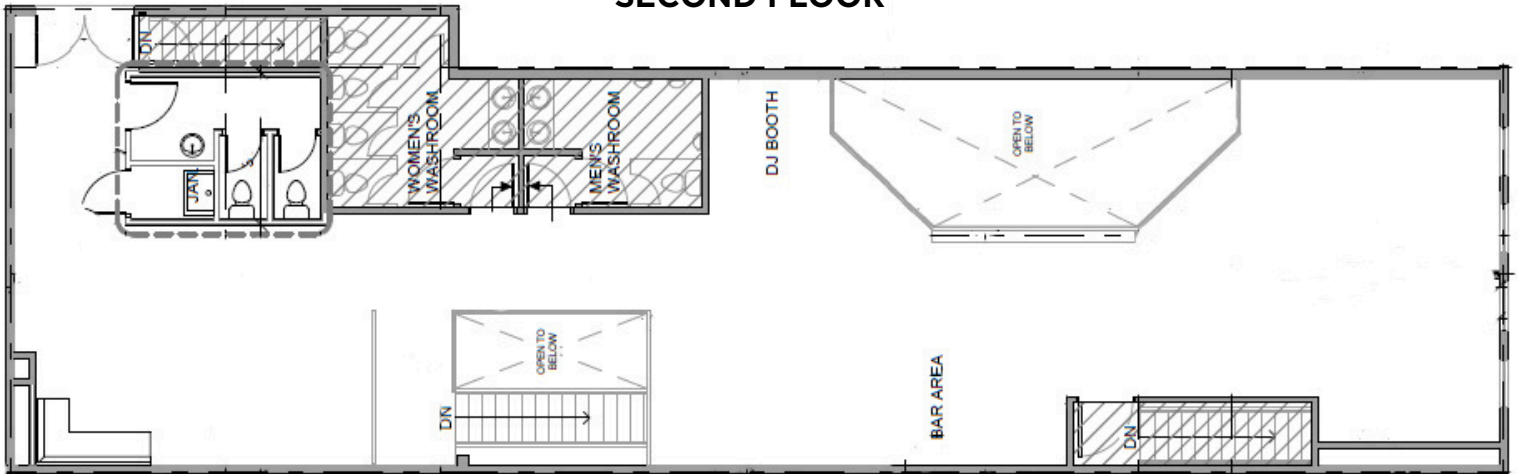 SECOND FLOOR
DN
WOMEN'S
WASHROOM
MEN'S
WASHROOM
DJ BOOTH
OPEN TO
BELOW
JAN.
OPEN TO
BELOW
DN
BAR AREA
DN